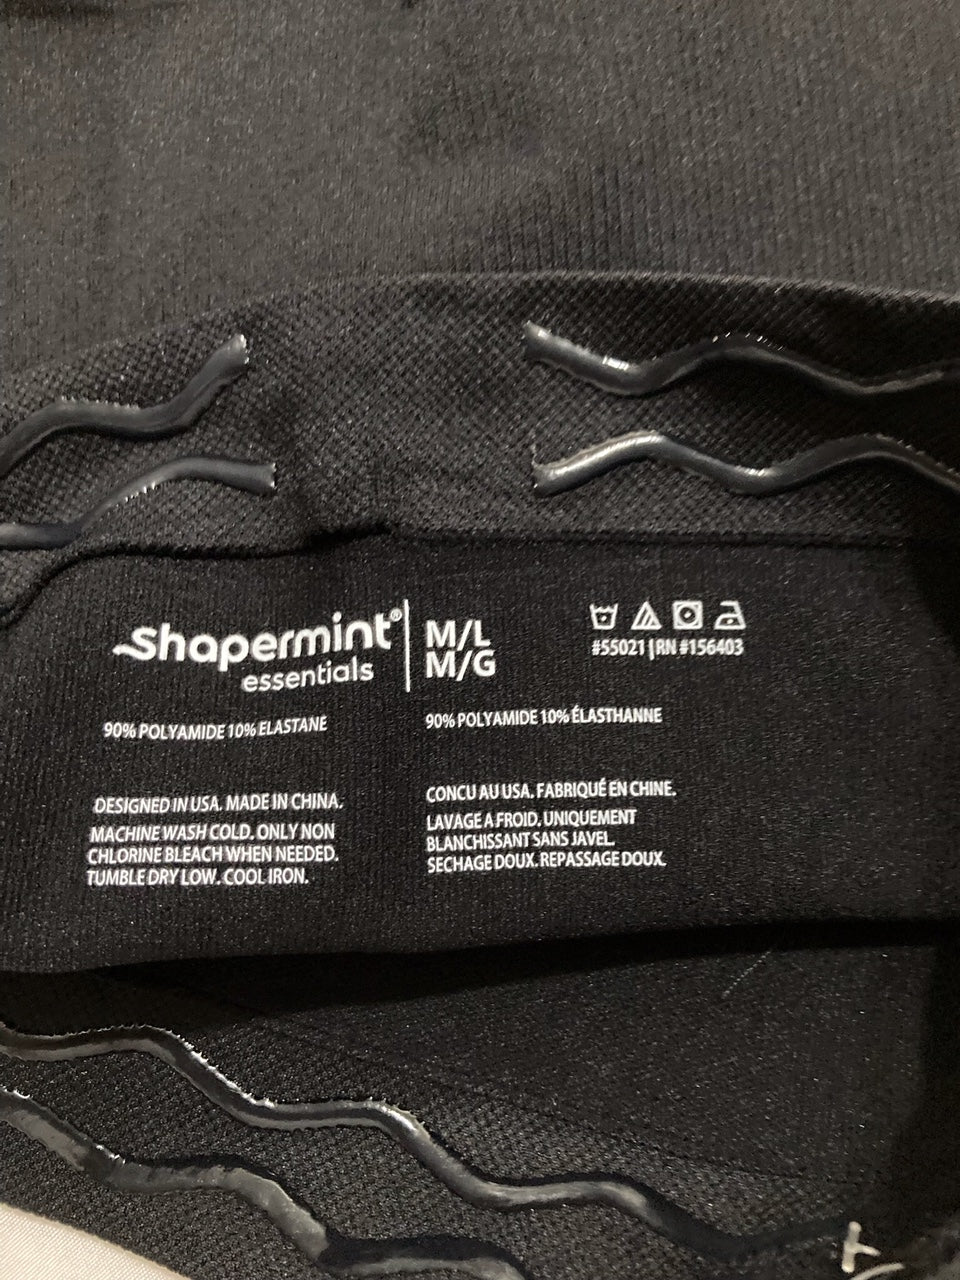 shapermint®
essentials
M/L
M/G
#55021 | RN #156403
90% POLYAMIDE 10% ELASTANE
90% POLYAMIDE 10% ÉLASTHANNE
DESIGNED IN USA. MADE IN CHINA.
MACHINE WASH COLD. ONLY NON
CHLORINE BLEACH WHEN NEEDED.
TUMBLE DRY LOW. COOL IRON.
CONCU AU USA. FABRIQUÉ EN CHINE.
LAVAGE A FROID. UNIQUEMENT
BLANCHISSANT SANS JAVEL.
SECHAGE DOUX. REPASSAGE DOUX.